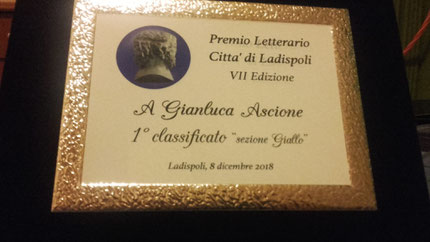 Premio Letterario
Citta' di Ladispoli
VII Edizione
A Gianluca Ascione
1° classificato "sezione Giallo"
Ladispoli, 8 dicembre 2018